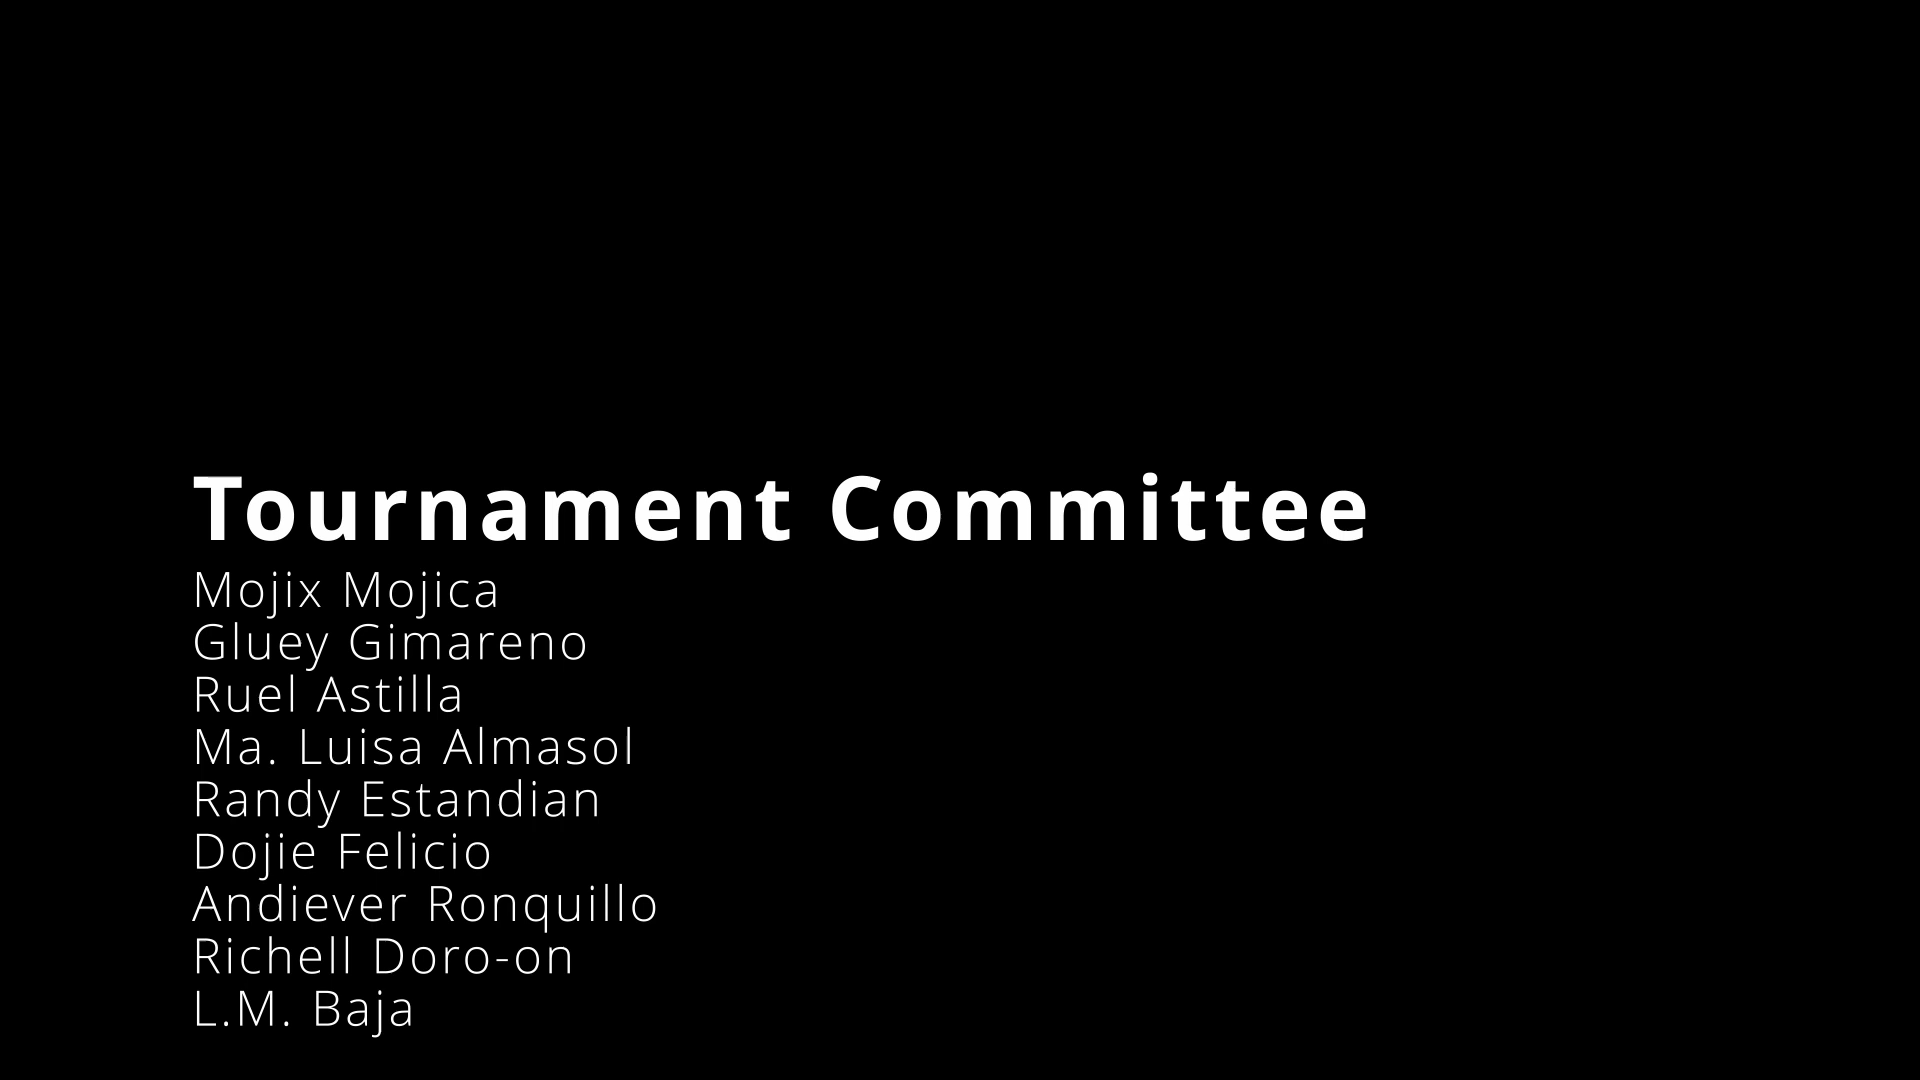 Tournament Committee
Mojix Mojica
Gluey Gimareno
Ruel Astilla
Ma. Luisa Almasol
Randy Estandian
Dojie Felicio
Andiever Ronquillo
Richell Doro-on
L.M. Baja